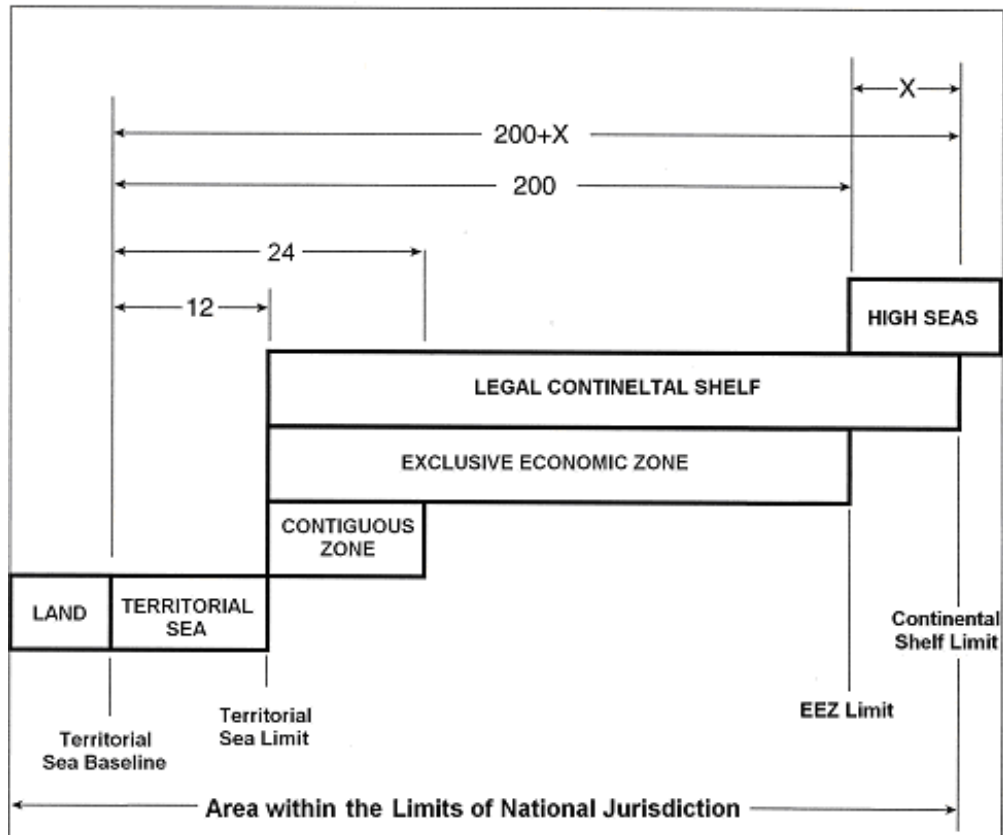 X
200+X
200
24
12
HIGH SEAS
LEGAL CONTINELTAL SHELF
EXCLUSIVE ECONOMIC ZONE
CONTIGUOUS
ZONE
LAND
TERRITORIAL
SEA
Continental
Shelf Limit
EEZ Limit
Territorial
Sea Limit
Territorial
Sea Baseline
Area within the Limits of National Jurisdiction